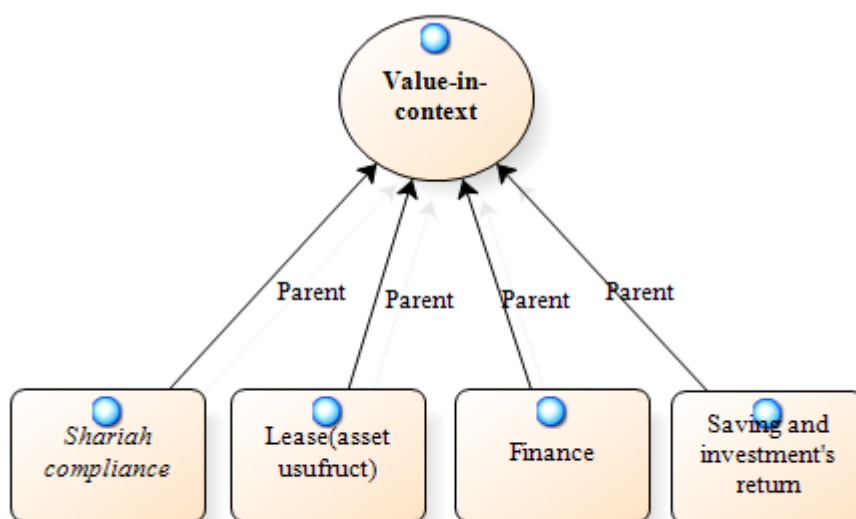 Value-in-
context
Parent
Parent
Parent
Parent
Shariah
compliance
Lease(asset
usufruct)
Finance
Saving and
investment's
return